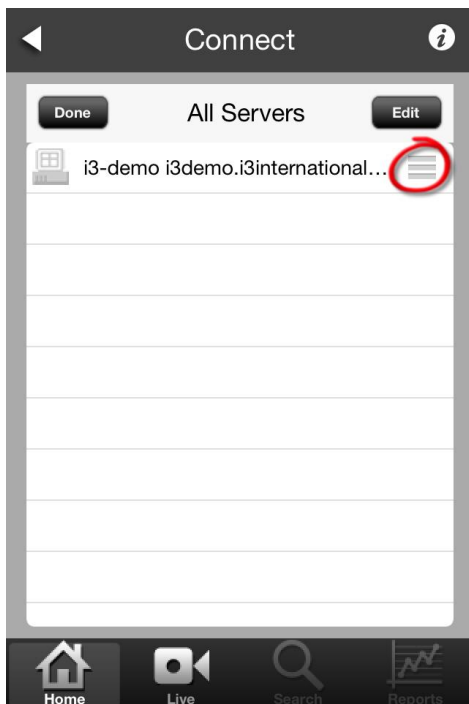 Connect
i
Done All Servers Edit
i3-demo i3demo.i3international...
Home Live Search Reports